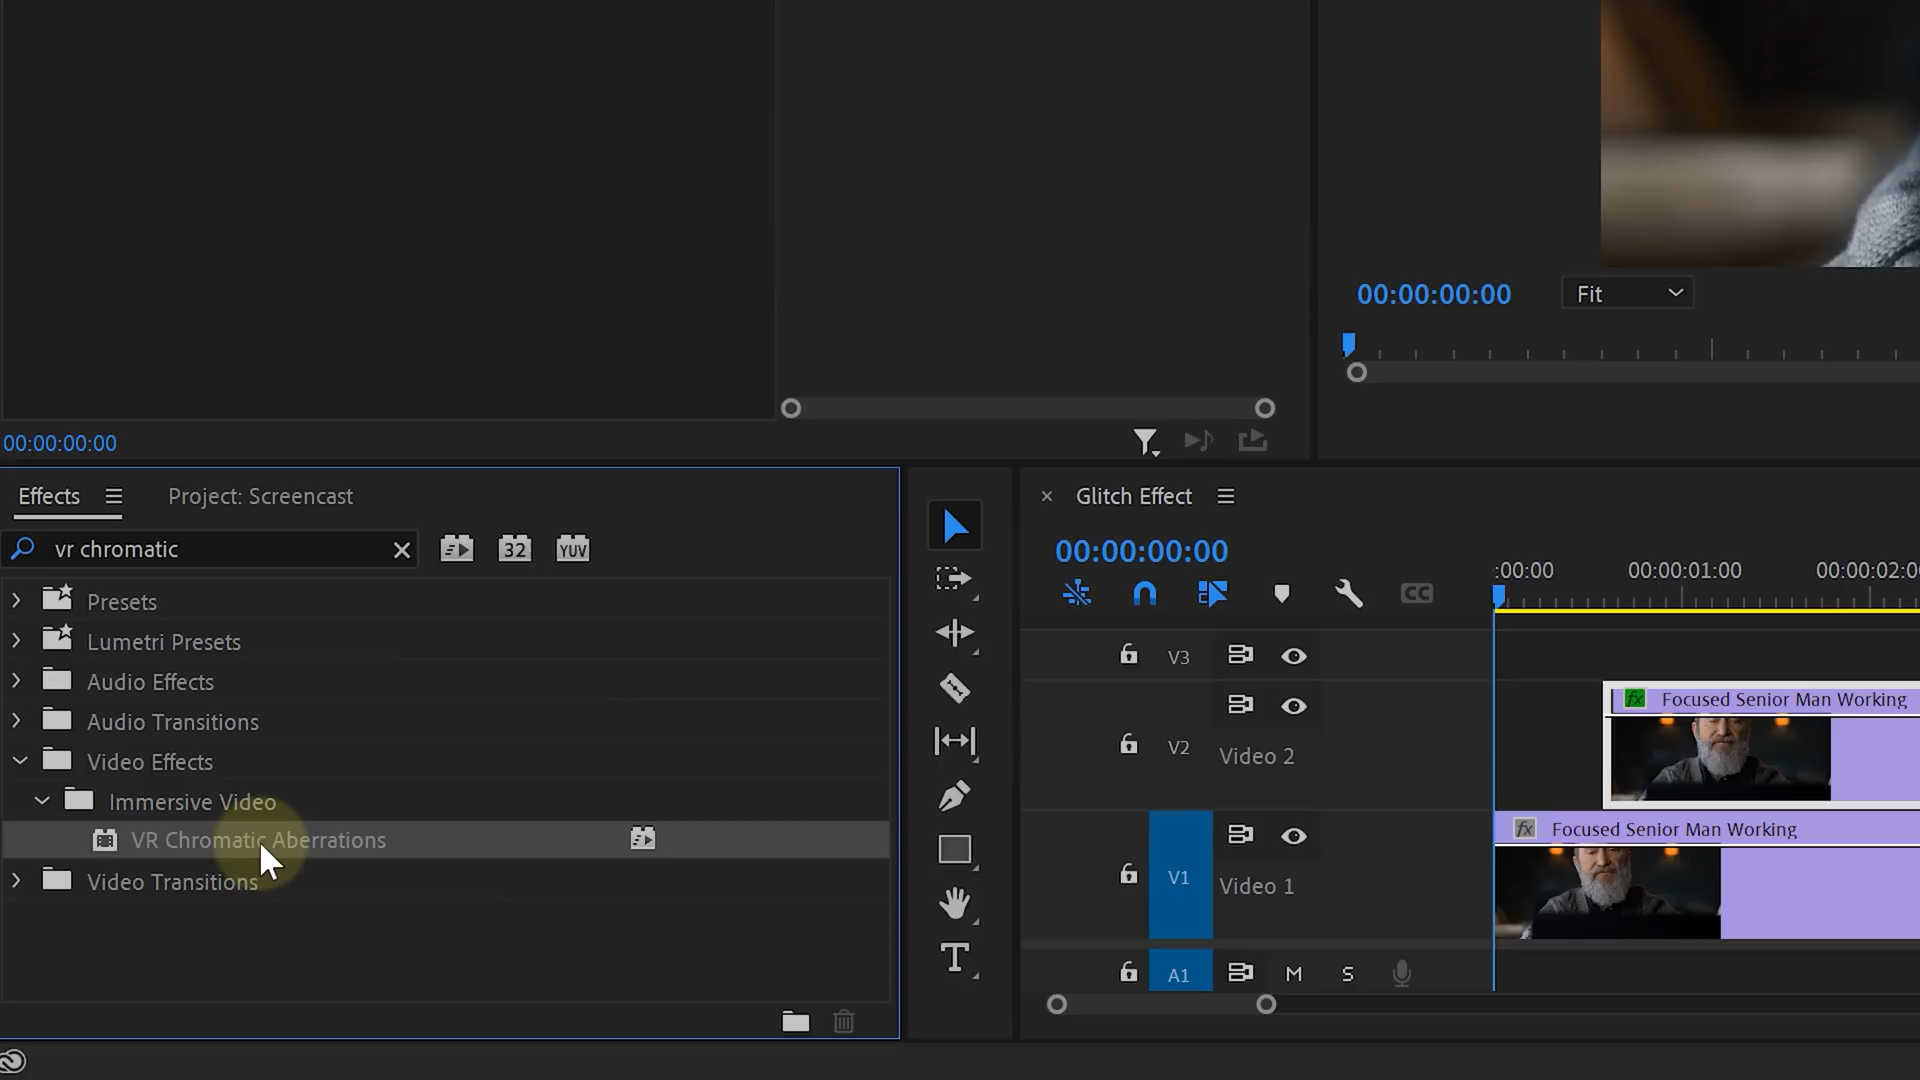 00:00:00:00
Fit
00:00:00:00
Effects
Project: Screencast
vr chromatic
32
YUV
Presets
Lumetri Presets
Audio Effects
Audio Transitions
Video Effects
Immersive Video
VR Chromatic Aberrations
Video Transitions
T
Glitch Effect
00:00:00:00
CC
:00:00
00:00:01:00
00:00:02:0
V3
fx Focused Senior Man Working
V2
Video 2
fx Focused Senior Man Working
V1
Video 1
A1
M
S